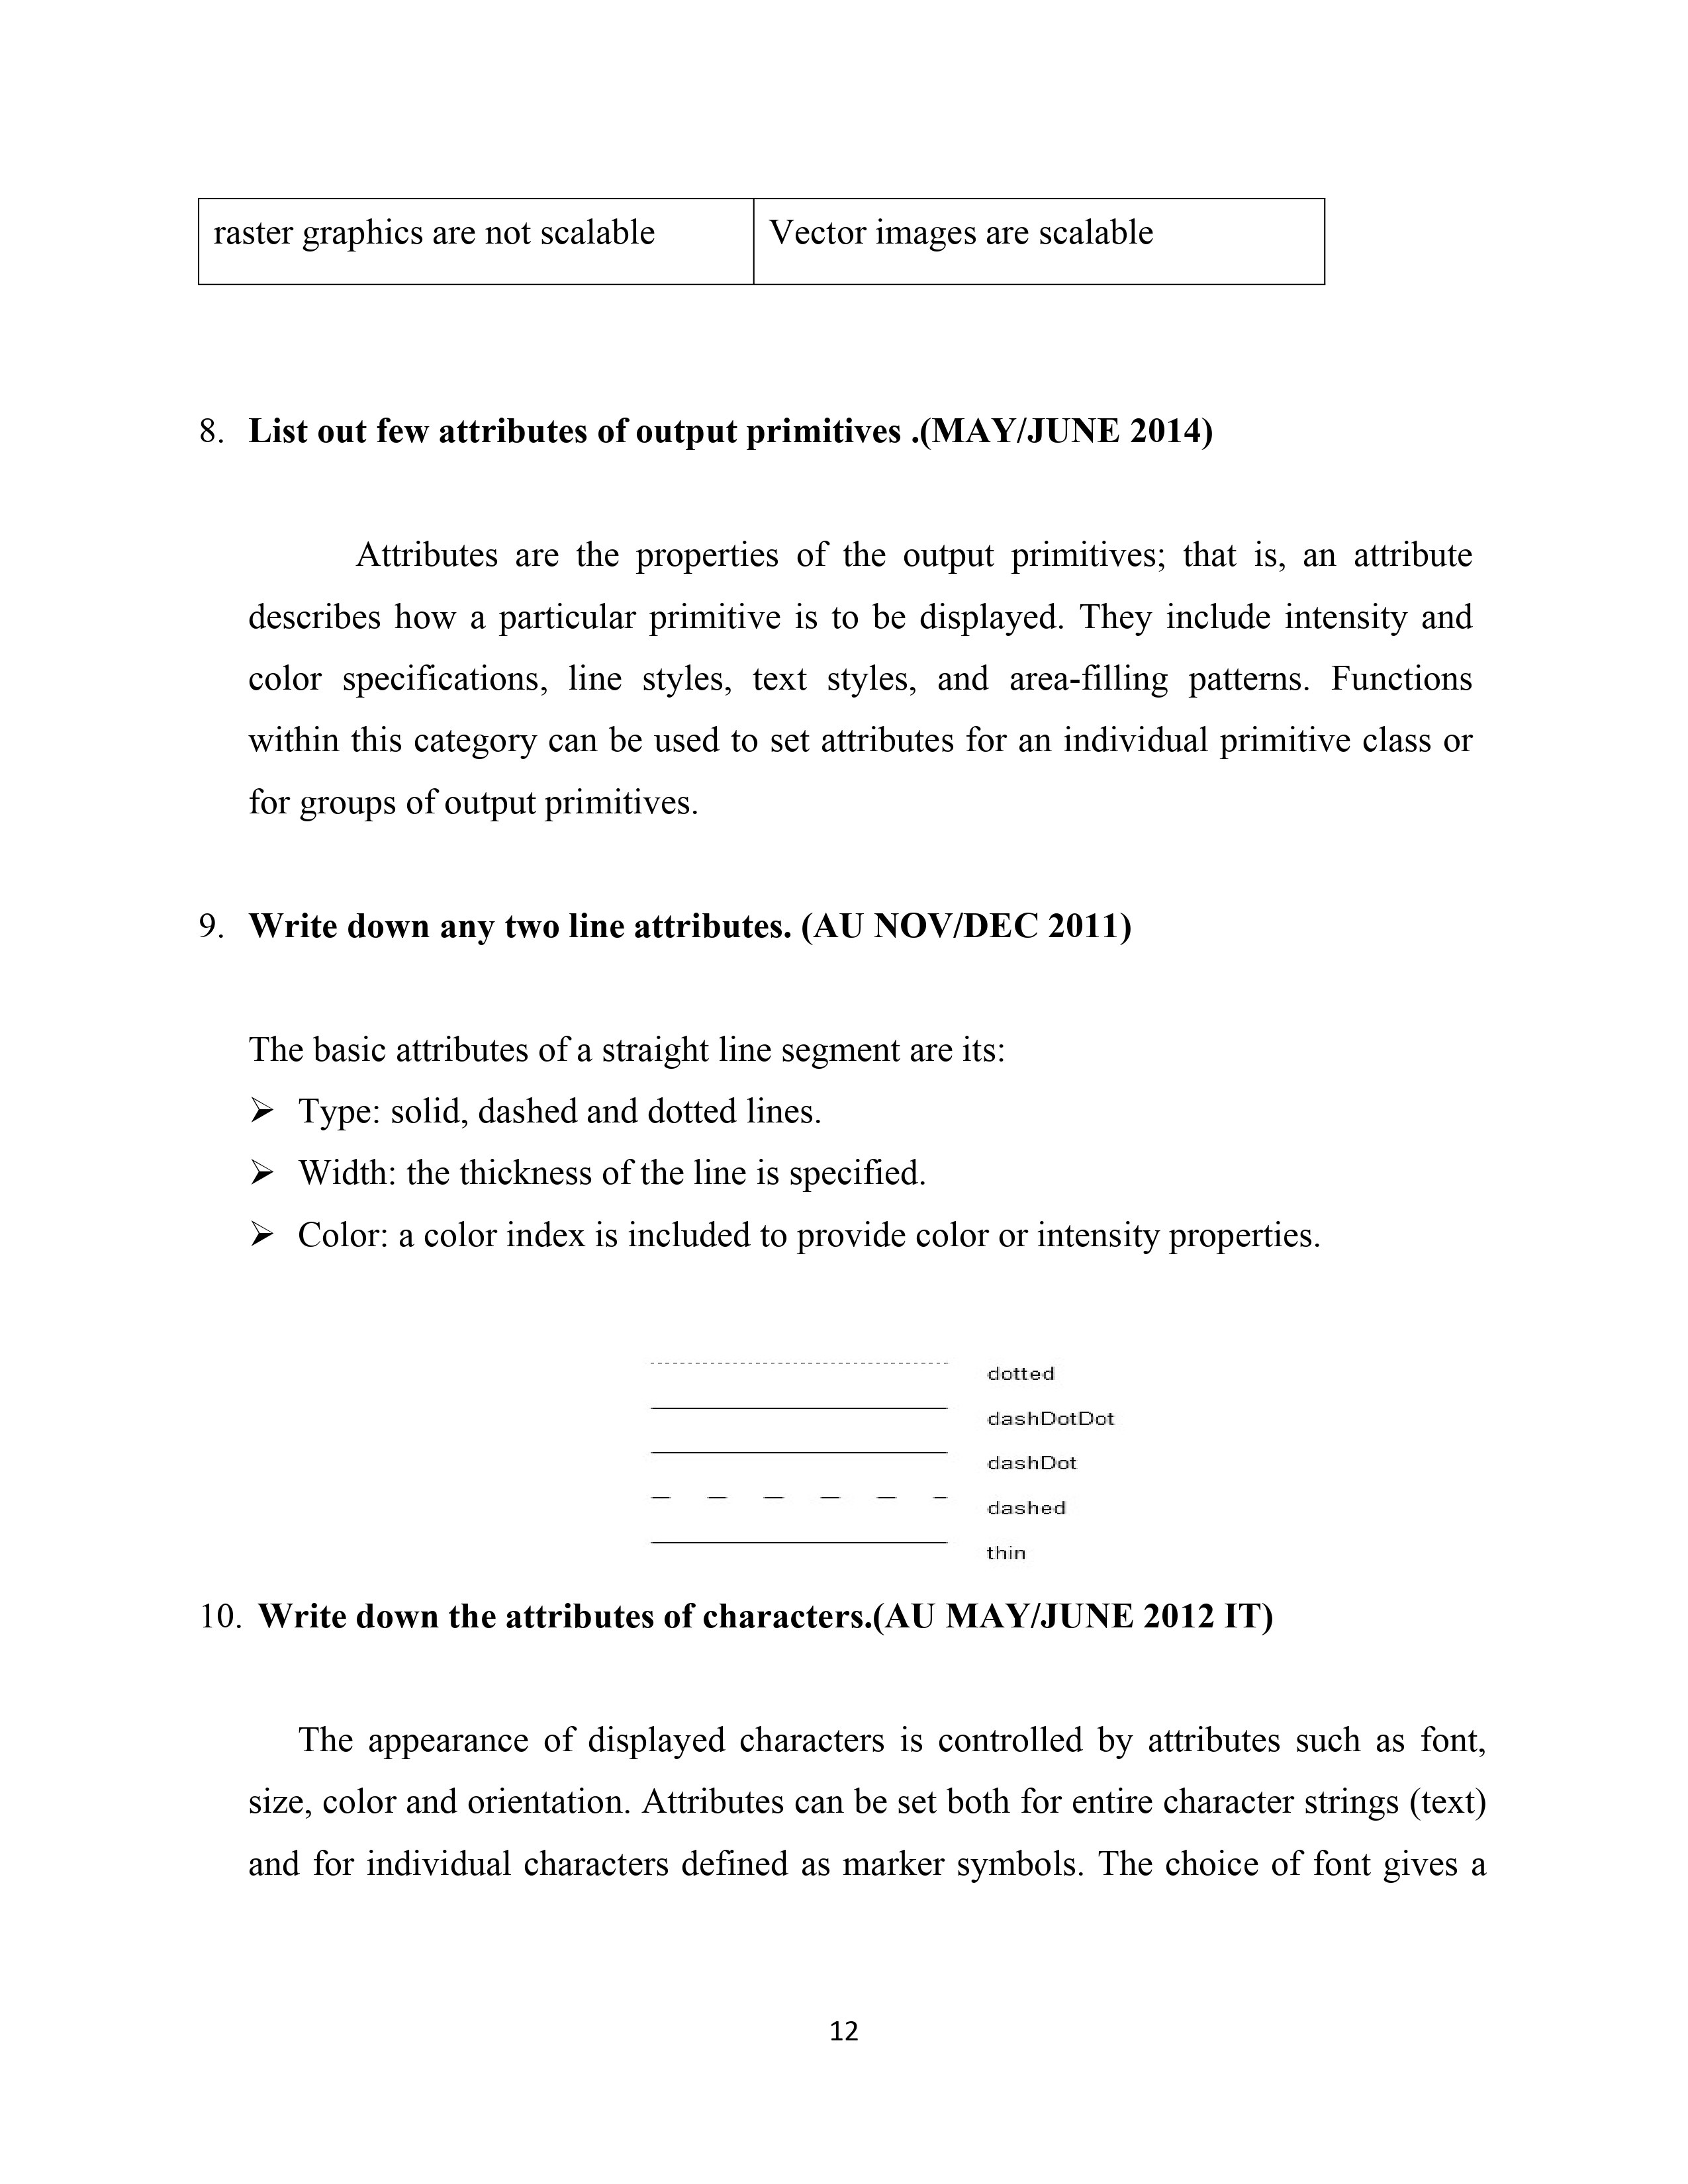 raster graphics are not scalable
Vector images are scalable
8. List out few attributes of output primitives .(MAY/JUNE 2014)
Attributes are the properties of the output primitives; that is, an attribute
describes how a particular primitive is to be displayed. They include intensity and
color specifications, line styles, text styles, and area-filling patterns. Functions
within this category can be used to set attributes for an individual primitive class or
for groups of output primitives.
9. Write down any two line attributes. (AU NOV/DEC 2011)
The basic attributes of a straight line segment are its:
➢ Type: solid, dashed and dotted lines.
➢ Width: the thickness of the line is specified.
➢ Color: a color index is included to provide color or intensity properties.
dotted
dashDotDot
dashDot
dashed
thin
10. Write down the attributes of characters.(AU MAY/JUNE 2012 IT)
The appearance of displayed characters is controlled by attributes such as font,
size, color and orientation. Attributes can be set both for entire character strings (text)
and for individual characters defined as marker symbols. The choice of font gives a
12